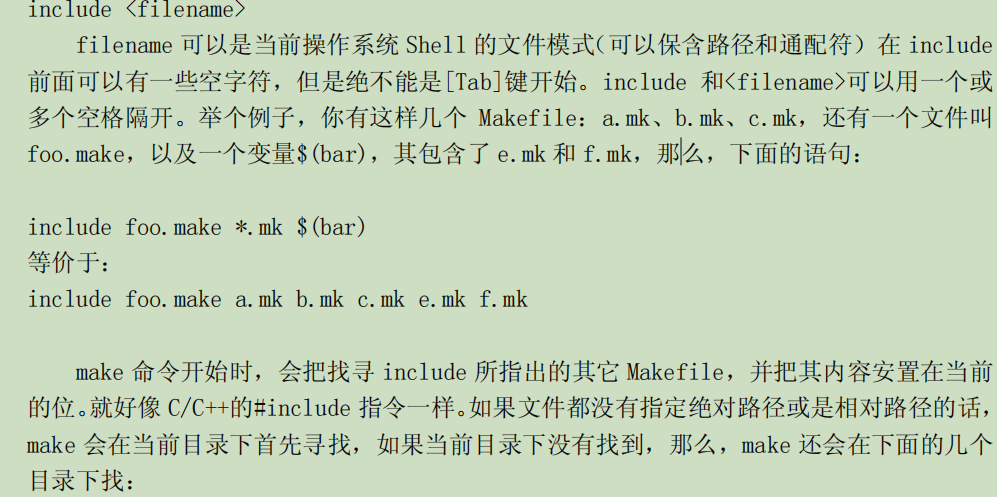 include <filename>
filename 可以是当前操作系统 Shell 的文件模式（可以保含路径和通配符）在 include
前面可以有一些空字符，但是绝不能是[Tab]键开始。include 和<filename>可以用一个或
多个空格隔开。举个例子，你有这样几个 Makefile：a.mk、b.mk、c.mk，还有一个文件叫
foo.make，以及一个变量$(bar)，其包含了 e.mk 和 f.mk，那么，下面的语句：
include foo.make *.mk $(bar)
等价于：
include foo.make a.mk b.mk c.mk e.mk f.mk
make 命令开始时，会把找寻 include 所指出的其它 Makefile，并把其内容安置在当前
的位。就好像 C/C++的#include 指令一样。如果文件都没有指定绝对路径或是相对路径的话，
make 会在当前目录下首先寻找，如果当前目录下没有找到，那么，make 还会在下面的几个
目录下找：